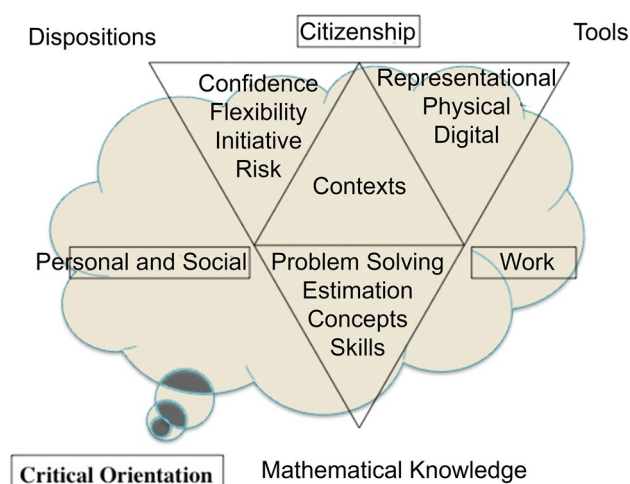 Dispositions
Citizenship
Tools
Confidence
Flexibility
Initiative
Risk
Representational
Physical
Digital
Contexts
Personal and Social
Problem Solving
Estimation
Concepts
Skills
Work
Critical Orientation
Mathematical Knowledge